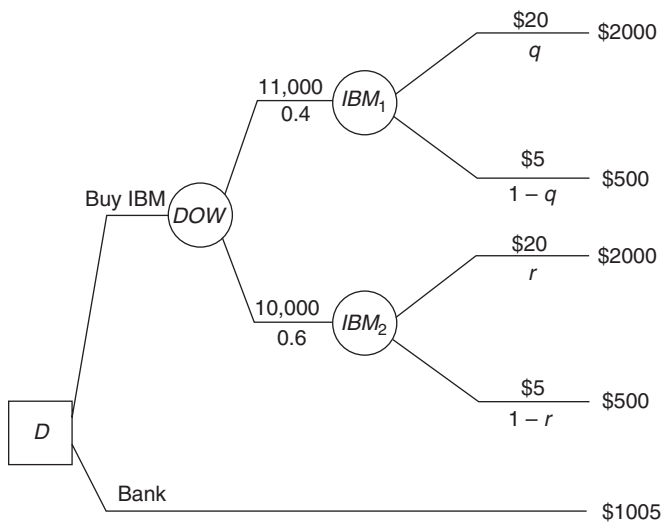 $20
q
$2000
11,000
0.4
IBM₁
$5
1 – q
$500
Buy IBM
DOW
$20
r
$2000
10,000
0.6
IBM₂
$5
1 – r
$500
D
Bank
$1005